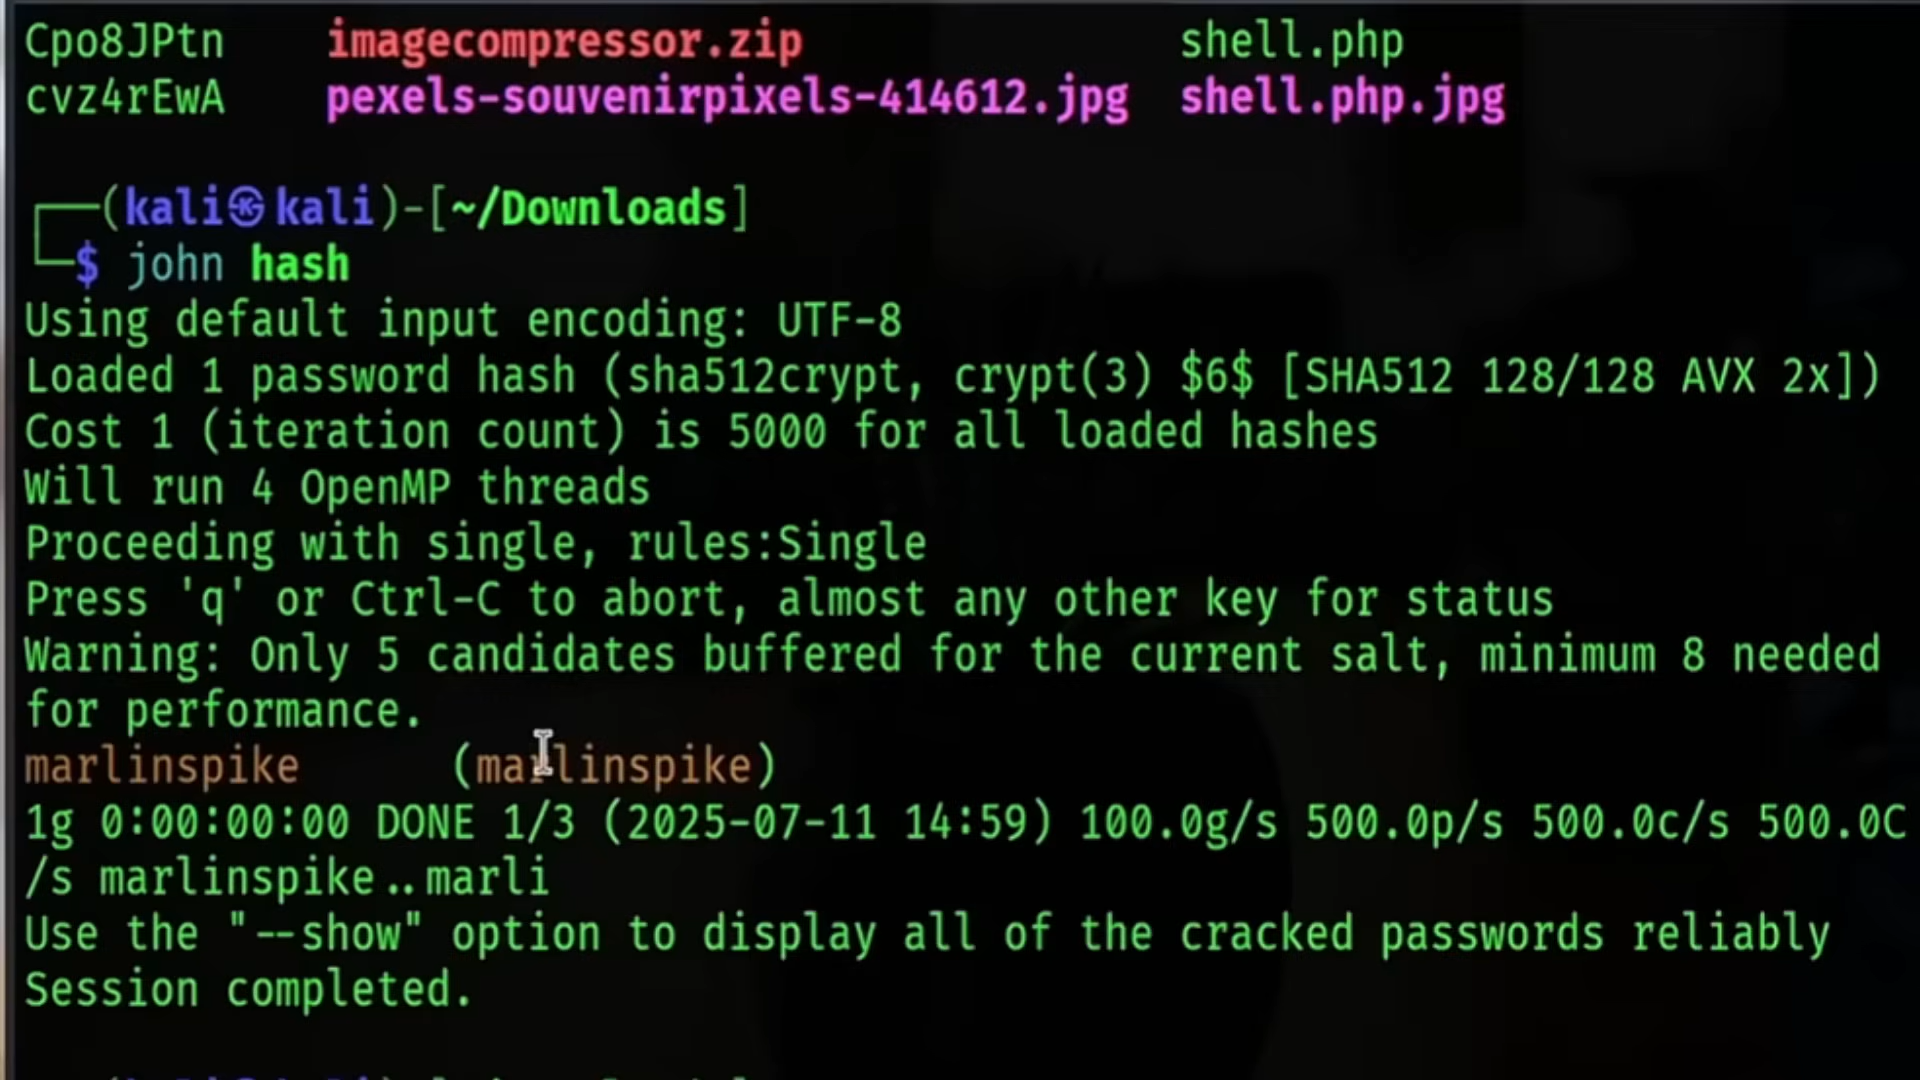 Cpo8JPtn imagecompressor.zip shell.php
cvz4rEwA pexels-souvenirpixels-414612.jpg shell.php.jpg
(kali㉿kali)-[~/Downloads]
$ john hash
Using default input encoding: UTF-8
Loaded 1 password hash (sha512crypt, crypt(3) $6$ [SHA512 128/128 AVX 2x])
Cost 1 (iteration count) is 5000 for all loaded hashes
Will run 4 OpenMP threads
Proceeding with single, rules:Single
Press 'q' or Ctrl-C to abort, almost any other key for status
Warning: Only 5 candidates buffered for the current salt, minimum 8 needed
for performance.
marlinspike (marlinspike)
1g 0:00:00:00 DONE 1/3 (2025-07-11 14:59) 100.0g/s 500.0p/s 500.0c/s 500.0C
/s marlinspike..marli
Use the "--show" option to display all of the cracked passwords reliably
Session completed.